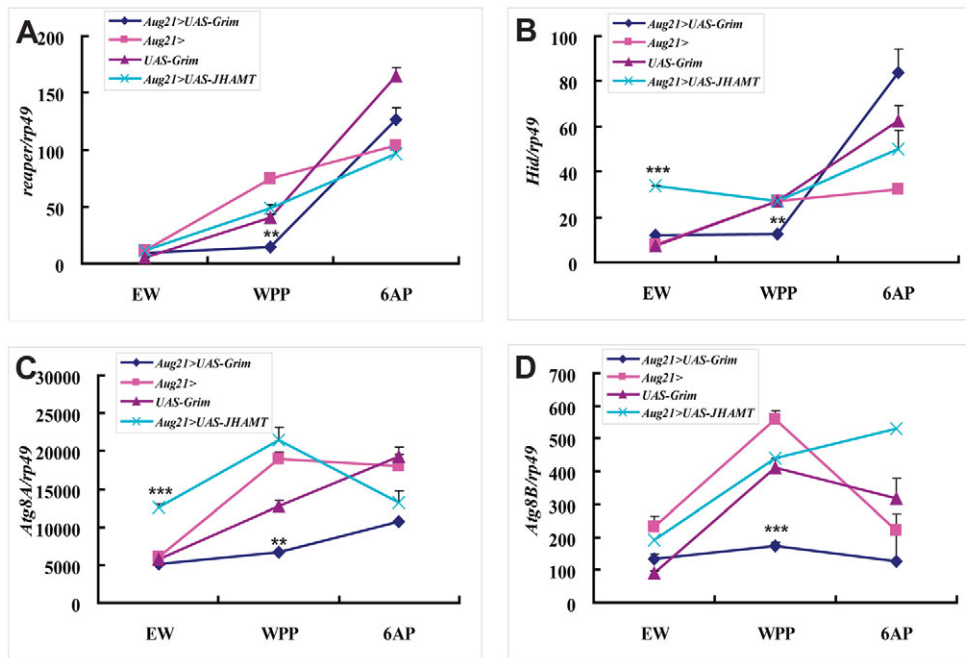 A
reaper/rp49
200
150
100
50
0
Aug21>UAS-Grim
Aug21>
UAS-Grim
Aug21>UAS-JHAMT
**
EW WPP 6AP
B
Hid/rp49
100
80
60
40
20
0
Aug21>UAS-Grim
Aug21>
UAS-Grim
Aug21>UAS-JHAMT
***
**
EW WPP 6AP
C
Atg8A/rp49
30000
25000
20000
15000
10000
5000
0
Aug21>UAS-Grim
Aug21>
UAS-Grim
Aug21>UAS-JHAMT
***
**
EW WPP 6AP
D
Atg8B/rp49
700
600
500
400
300
200
100
0
Aug21>UAS-Grim
Aug21>
UAS-Grim
Aug21>UAS-JHAMT
***
EW WPP 6AP